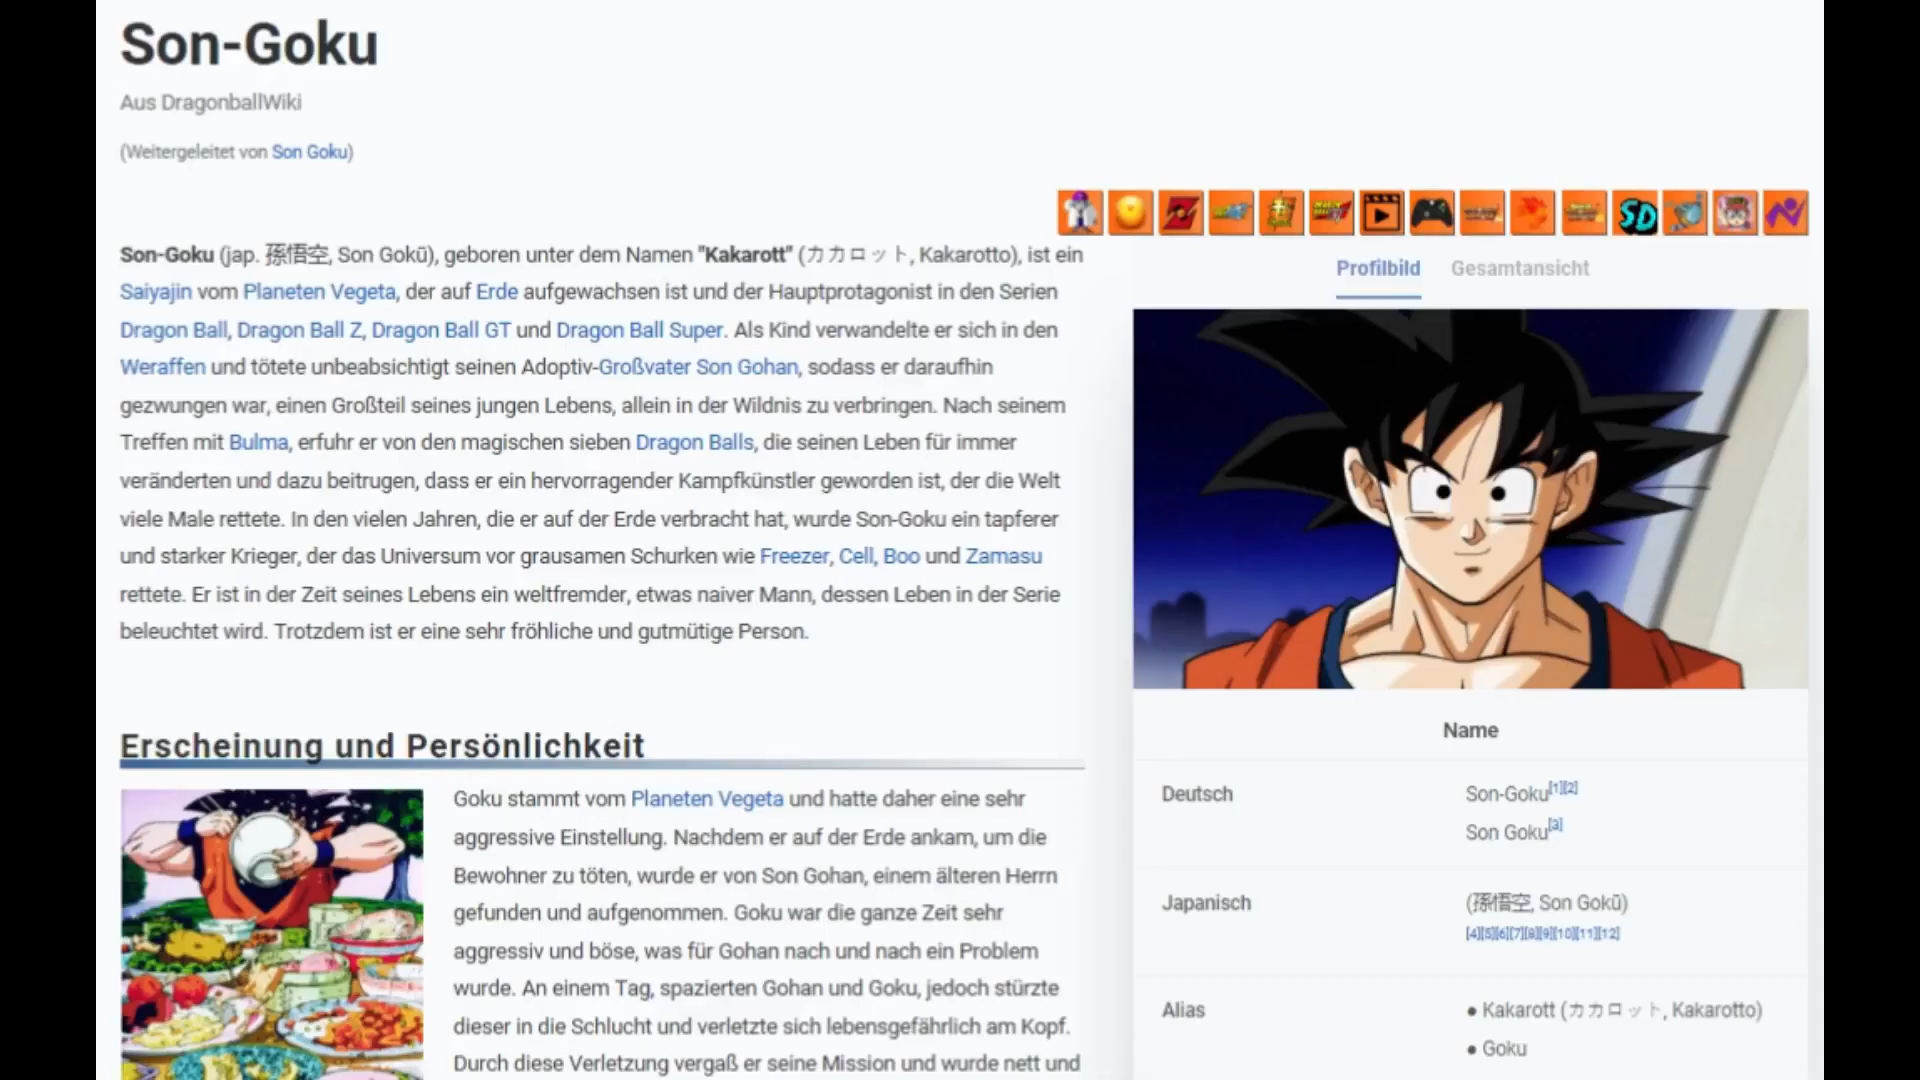 Son-Goku
Aus DragonballWiki
(Weitergeleitet von Son Goku)
Son-Goku (jap. 孫悟空, Son Gokū), geboren unter dem Namen "Kakarott" (カカロット, Kakarotto), ist ein
Saiyajin vom Planeten Vegeta, der auf Erde aufgewachsen ist und der Hauptprotagonist in den Serien
Dragon Ball, Dragon Ball Z, Dragon Ball GT und Dragon Ball Super. Als Kind verwandelte er sich in den
Weraffen und tötete unbeabsichtigt seinen Adoptiv-Großvater Son Gohan, sodass er daraufhin
gezwungen war, einen Großteil seines jungen Lebens, allein in der Wildnis zu verbringen. Nach seinem
Treffen mit Bulma, erfuhr er von den magischen sieben Dragon Balls, die seinen Leben für immer
veränderten und dazu beitrugen, dass er ein hervorragender Kampfkünstler geworden ist, der die Welt
viele Male rettete. In den vielen Jahren, die er auf der Erde verbracht hat, wurde Son-Goku ein tapferer
und starker Krieger, der das Universum vor grausamen Schurken wie Freezer, Cell, Boo und Zamasu
rettete. Er ist in der Zeit seines Lebens ein weltfremder, etwas naiver Mann, dessen Leben in der Serie
beleuchtet wird. Trotzdem ist er eine sehr fröhliche und gutmütige Person.
Erscheinung und Persönlichkeit
Goku stammt vom Planeten Vegeta und hatte daher eine sehr
aggressive Einstellung. Nachdem er auf der Erde ankam, um die
Bewohner zu töten, wurde er von Son Gohan, einem älteren Herrn
gefunden und aufgenommen. Goku war die ganze Zeit sehr
aggressiv und böse, was für Gohan nach und nach ein Problem
wurde. An einem Tag, spazierten Gohan und Goku, jedoch stürzte
dieser in die Schlucht und verletzte sich lebensgefährlich am Kopf.
Durch diese Verletzung vergaß er seine Mission und wurde nett und
SD
Profilbild Gesamtansicht
Name
Deutsch
Son-Goku[1][2]
Son Goku[3]
Japanisch
(孫悟空, Son Gokū)
[4][5][6][7][8][9][10][11][12]
Alias
● Kakarott (カカロット, Kakarotto)
● Goku